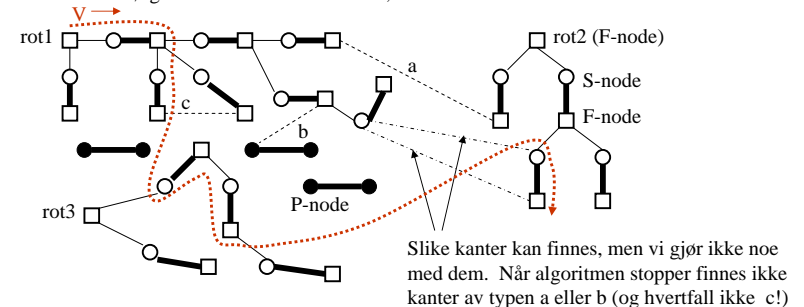 V
rot1
rot2 (F-node)
a
S-node
c
F-node
b
P-node
rot3
Slike kanter kan finnes, men vi gjør ikke noe
med dem. Når algoritmen stopper finnes ikke
kanter av typen a eller b (og hvertfall ikke c!)